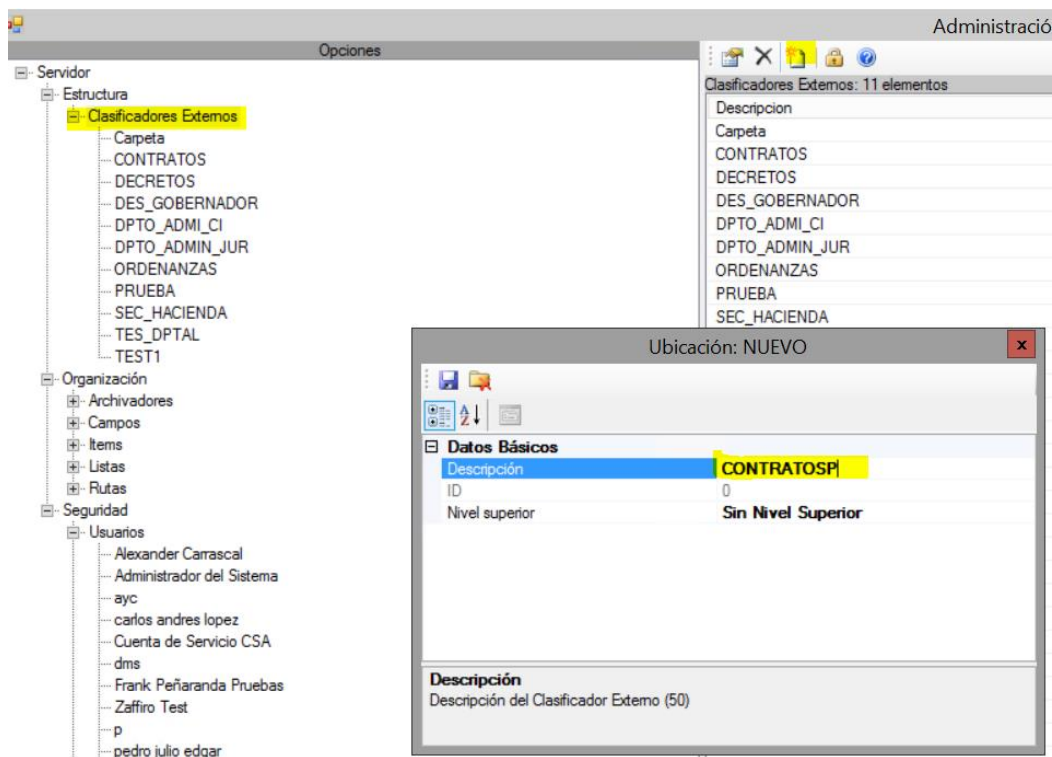 Administració
Opciones
Servidor
Estructura
Clasificadores Externos
Carpeta
CONTRATOS
DECRETOS
DES_GOBERNADOR
DPTO_ADMI_CI
DPTO_ADMIN_JUR
ORDENANZAS
PRUEBA
SEC_HACIENDA
TES_DPTAL
TEST1
Organización
Archivadores
Campos
Items
Listas
Rutas
Seguridad
Usuarios
Alexander Carrascal
Administrador del Sistema
ayc
carlos andres lopez
Cuenta de Servicio CSA
dms
Frank Peñaranda Pruebas
Zaffiro Test
p
pedro julio edgar
Clasificadores Externos: 11 elementos
Descripcion
Carpeta
CONTRATOS
DECRETOS
DES_GOBERNADOR
DPTO_ADMI_CI
DPTO_ADMIN_JUR
ORDENANZAS
PRUEBA
SEC_HACIENDA
Ubicación: NUEVO
Datos Básicos
Descripción CONTRATOSP
ID 0
Nivel superior Sin Nivel Superior
Descripción
Descripción del Clasificador Externo (50)